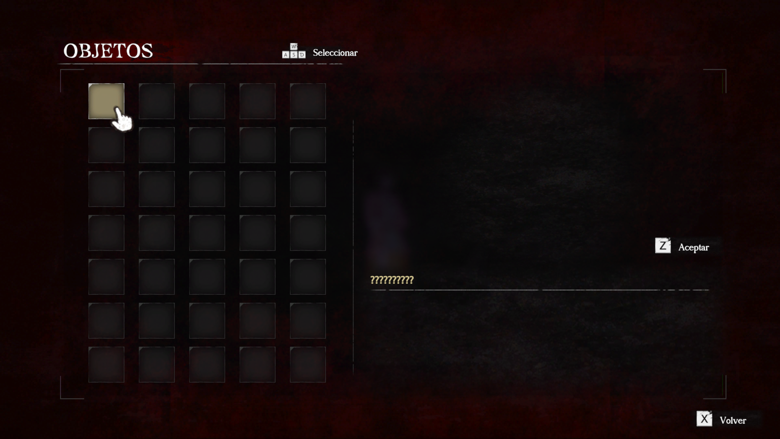 OBJETOS
W
A S D
Seleccionar
Z
Aceptar
??????????
X
Volver